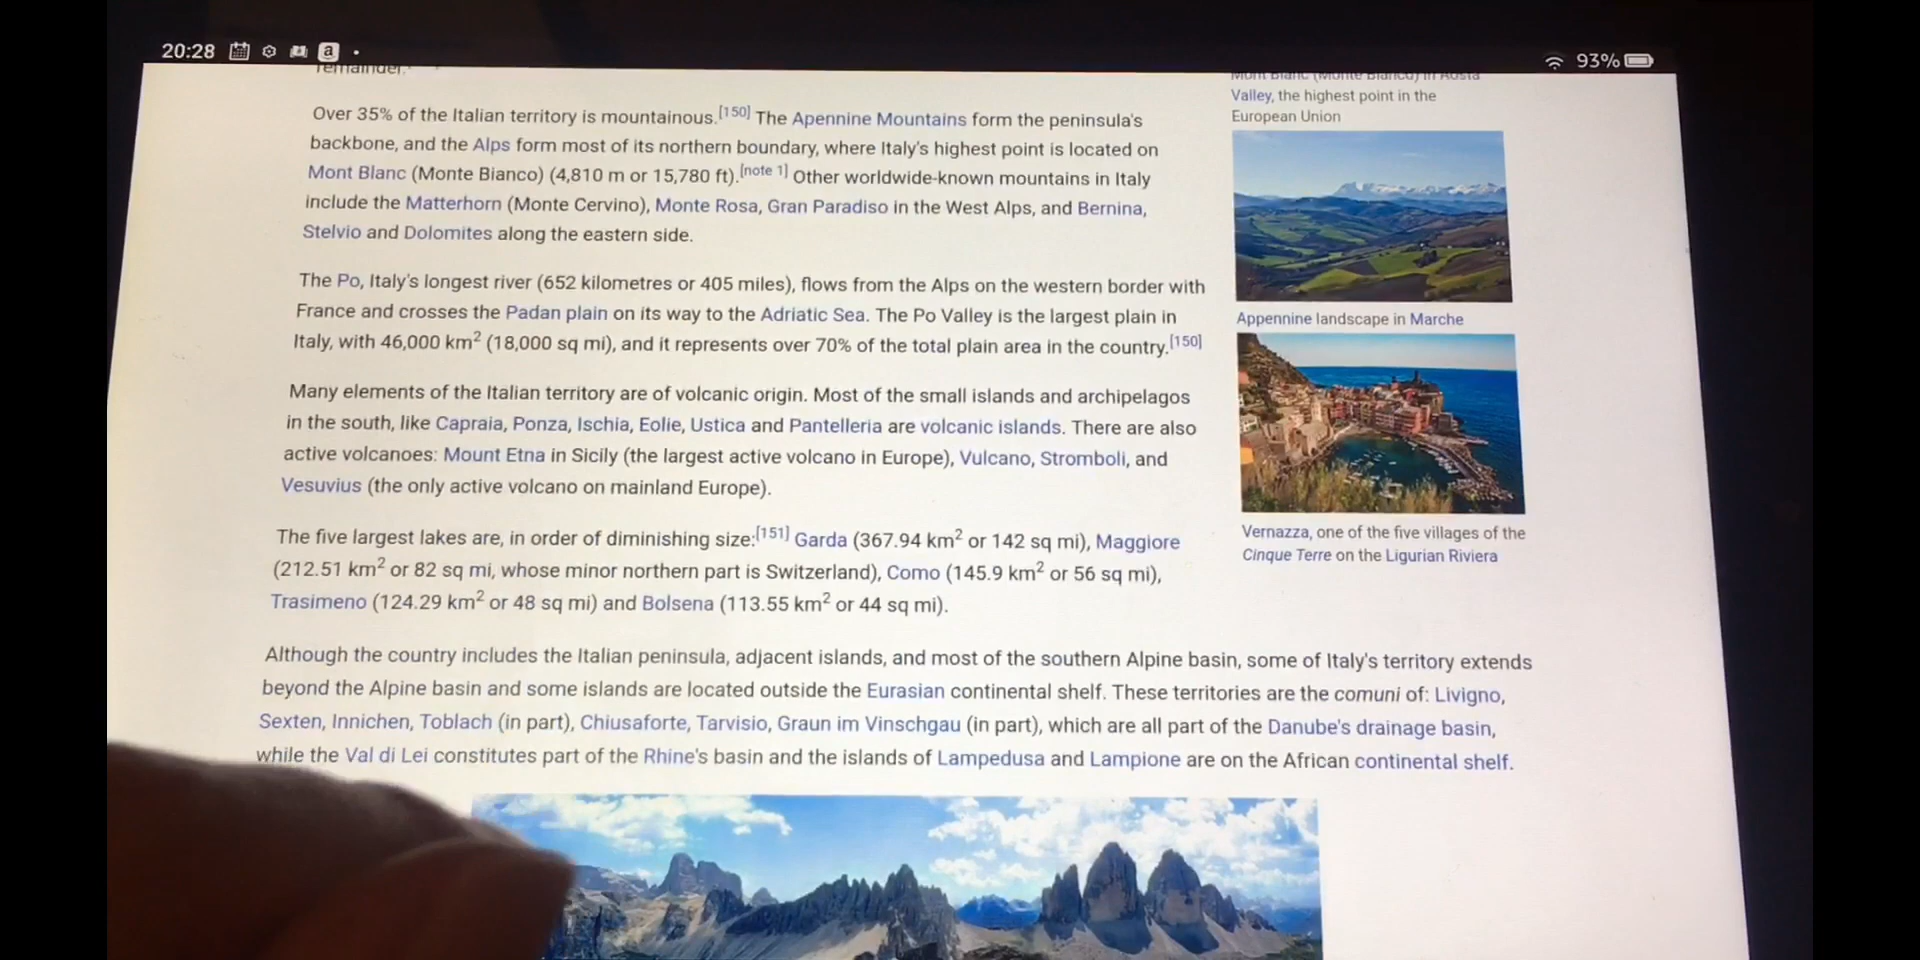 20:28
93%
remainder.
Over 35% of the Italian territory is mountainous.[150] The Apennine Mountains form the peninsula's
backbone, and the Alps form most of its northern boundary, where Italy's highest point is located on
Mont Blanc (Monte Bianco) (4,810 m or 15,780 ft).[note 1] Other worldwide-known mountains in Italy
include the Matterhorn (Monte Cervino), Monte Rosa, Gran Paradiso in the West Alps, and Bernina,
Stelvio and Dolomites along the eastern side.
The Po, Italy's longest river (652 kilometres or 405 miles), flows from the Alps on the western border with
France and crosses the Padan plain on its way to the Adriatic Sea. The Po Valley is the largest plain in
Italy, with 46,000 km² (18,000 sq mi), and it represents over 70% of the total plain area in the country.[150]
Many elements of the Italian territory are of volcanic origin. Most of the small islands and archipelagos
in the south, like Capraia, Ponza, Ischia, Eolie, Ustica and Pantelleria are volcanic islands. There are also
active volcanoes: Mount Etna in Sicily (the largest active volcano in Europe), Vulcano, Stromboli, and
Vesuvius (the only active volcano on mainland Europe).
The five largest lakes are, in order of diminishing size:[151] Garda (367.94 km² or 142 sq mi), Maggiore
(212.51 km² or 82 sq mi, whose minor northern part is Switzerland), Como (145.9 km² or 56 sq mi),
Trasimeno (124.29 km² or 48 sq mi) and Bolsena (113.55 km² or 44 sq mi).
Although the country includes the Italian peninsula, adjacent islands, and most of the southern Alpine basin, some of Italy's territory extends
beyond the Alpine basin and some islands are located outside the Eurasian continental shelf. These territories are the comuni of: Livigno,
Sexten, Innichen, Toblach (in part), Chiusaforte, Tarvisio, Graun im Vinschgau (in part), which are all part of the Danube's drainage basin,
while the Val di Lei constitutes part of the Rhine's basin and the islands of Lampedusa and Lampione are on the African continental shelf.
Mont Blanc (Monte Bianco) in Aosta
Valley, the highest point in the
European Union
Appennine landscape in Marche
Vernazza, one of the five villages of the
Cinque Terre on the Ligurian Riviera